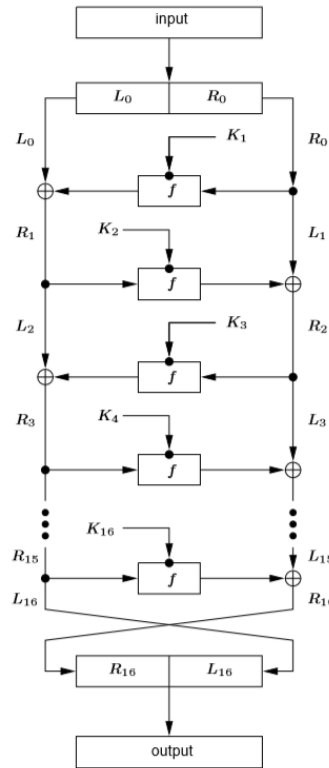 input
L₀ R₀
L₀ K₁ R₀
f
R₁ K₂ L₁
f
L₂ K₃ R₂
f
R₃ K₄ L₃
f
K₁₆
R₁₅ f L₁₅
L₁₆ R₁₆
R₁₆ L₁₆
output